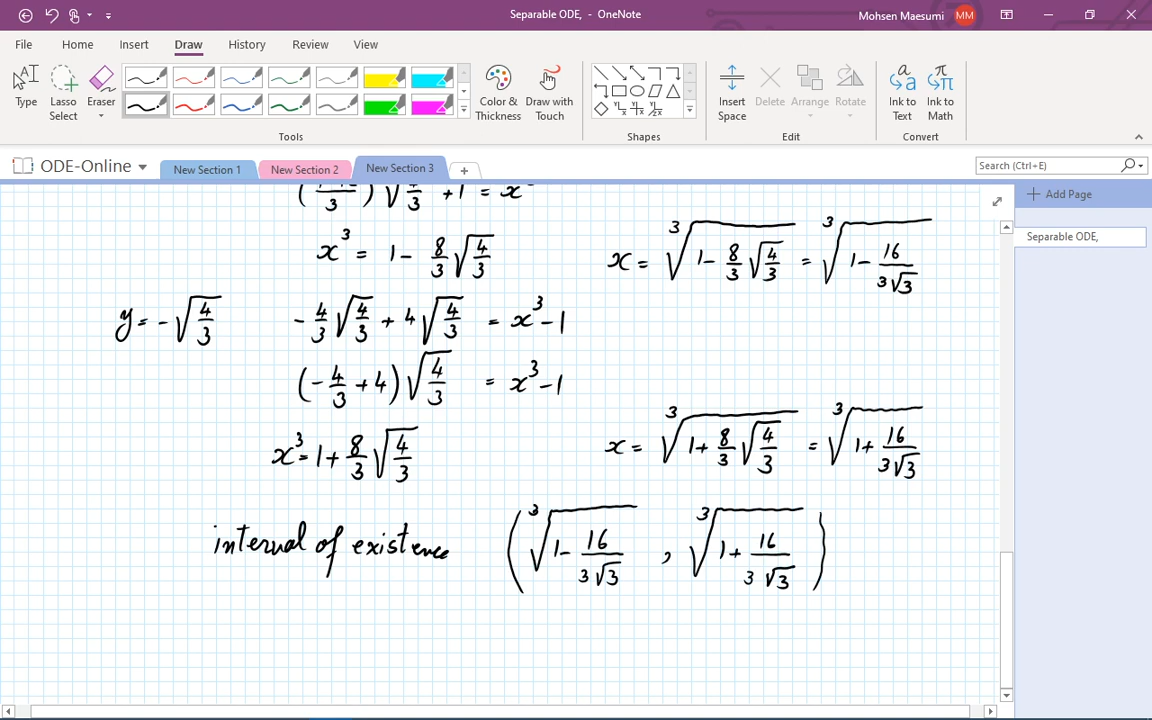 Separable ODE, - OneNote
Mohsen Maesumi MM
File Home Insert Draw History Review View
Type
Lasso Select
Eraser
Color & Thickness
Draw with Touch
Insert Space
Delete
Arrange
Rotate
Ink to Text
Ink to Math
Tools Shapes Edit Convert
ODE-Online New Section 1 New Section 2 New Section 3 +
Search (Ctrl+E)
+ Add Page
Separable ODE,
3 ) √(4/3) + 1 = x
x³ = 1 - 8/3 √(4/3) x = ∛(1 - 8/3 √(4/3)) = ∛(1 - 16/(3√3))
y = -√(4/3) -4/3 √(4/3) + 4 √(4/3) = x³ - 1
(-4/3 + 4) √(4/3) = x³ - 1
x³ = 1 + 8/3 √(4/3) x = ∛(1 + 8/3 √(4/3)) = ∛(1 + 16/(3√3))
interval of existence (∛(1 - 16/(3√3)) , ∛(1 + 16/(3√3)))